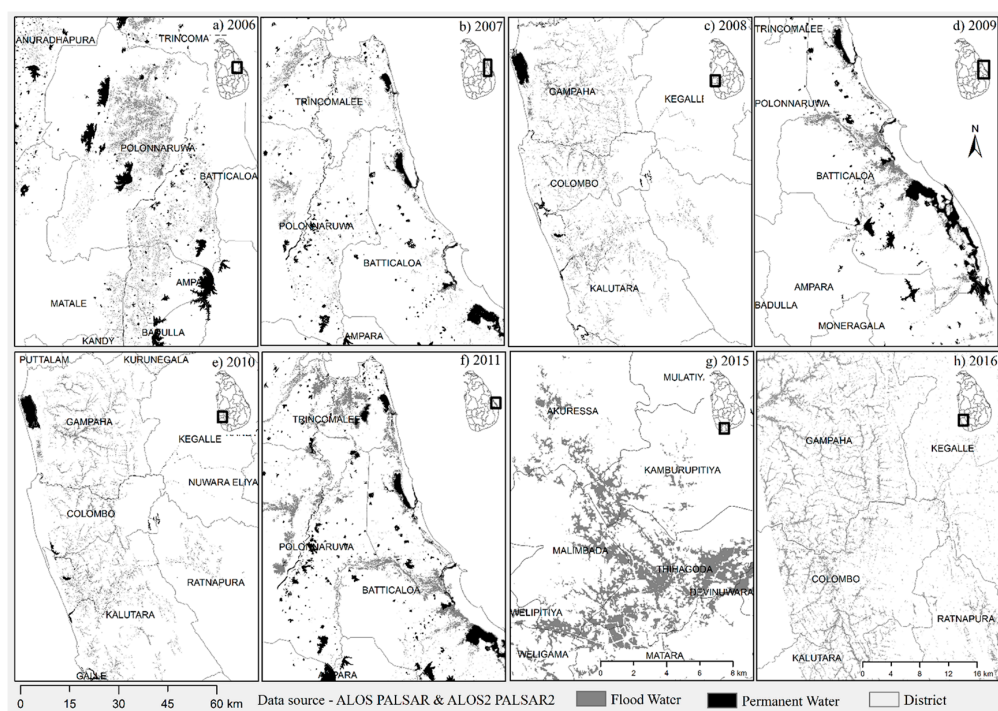 a) 2006
ANURADHAPURA
TRINCOMA
POLONNARUWA
BATTICALOA
AMPA
MATALE
BADULLA
KANDY
b) 2007
TRINCOMALEE
POLONNARUWA
BATTICALOA
AMPARA
c) 2008
GAMPAHA
KEGALLE
COLOMBO
KALUTARA
d) 2009
TRINCOMALEE
POLONNARUWA
N
BATTICALOA
AMPARA
BADULLA
MONERAGALA
e) 2010
PUTTALAM
KURUNEGALA
GAMPAHA
KEGALLE
NUWARA ELIYA
COLOMBO
RATNAPURA
KALUTARA
GALLE
f) 2011
TRINCOMALEE
POLONNARUWA
BATTICALOA
AMPARA
g) 2015
MULATIY
AKURESSA
KAMBURUPITIYA
MALIMBADA
THIHAGODA
DEVINUWARA
WELIPITIYA
WELIGAMA
MATARA
0 2 4 6 km
h) 2016
GAMPAHA
KEGALLE
COLOMBO
RATNAPURA
KALUTARA
0 4 8 12 16 km
0 15 30 45 60 km
Data source - ALOS PALSAR & ALOS2 PALSAR2
Flood Water
Permanent Water
District